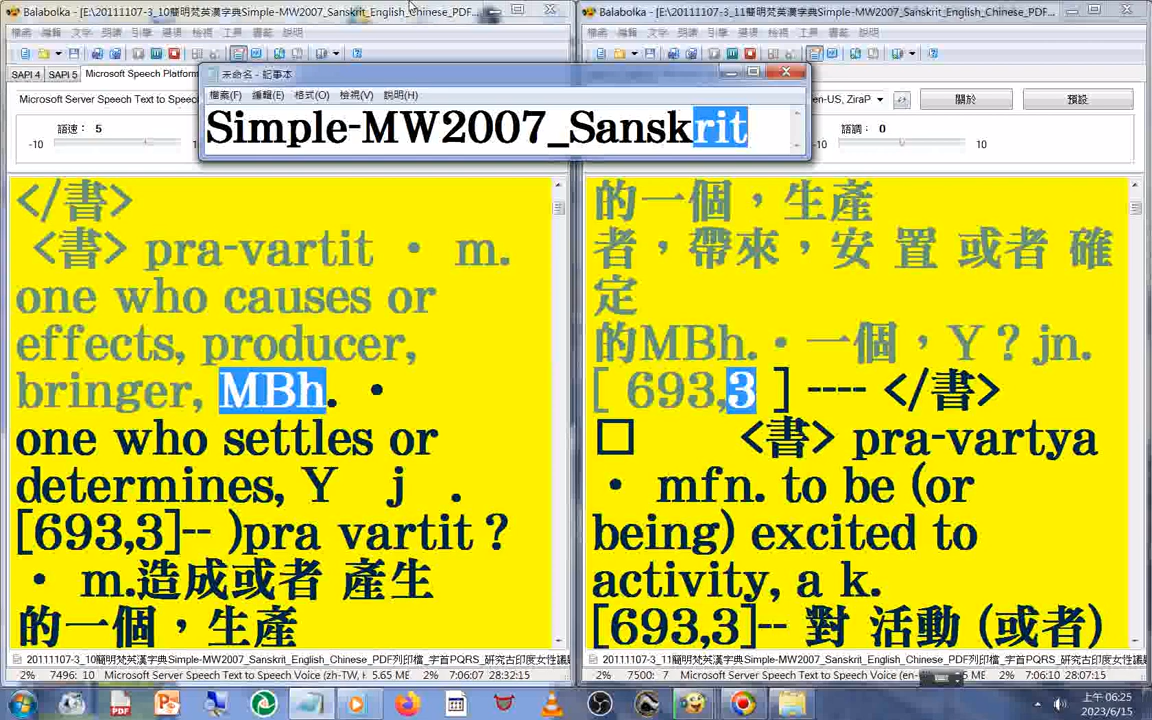 Balabolka - [E:\20111107-3_10簡明梵英漢字典Simple-MW2007_Sanskrit_English_Chinese_PDF...
Balabolka - [E:\20111107-3_11簡明梵英漢字典Simple-MW2007_Sanskrit_English_Chinese_PDF...
SAPI 4 SAPI 5 Microsoft Speech Platform
Microsoft Server Speech Text to Speec
語速： 5
-10
未命名 - 記事本
檔案(F) 編輯(E) 格式(O) 檢視(V) 說明(H)
Simple-MW2007_Sanskrit
en-US, ZiraP 關於 預設
語調： 0
10
</書>
<書> pra-vartit • m.
one who causes or
effects, producer,
bringer, MBh. •
one who settles or
determines, Y j .
[693,3]-- )pra vartit？
• m.造成或者 產生
的一個，生產
的一個，生產
者，帶來，安 置 或者 確
定
的MBh.•一個，Y？jn.
[ 693,3 ] ---- </書>
□ <書> pra-vartya
• mfn. to be (or
being) excited to
activity, a k.
[693,3]-- 對 活動 (或者)
20111107-3_10簡明梵英漢字典Simple-MW2007_Sanskrit_English_Chinese_PDF列印檔_字首PQRS_研究古印度女性議
20111107-3_11簡明梵英漢字典Simple-MW2007_Sanskrit_English_Chinese_PDF列印檔_字首PQRS_研究古印度女性議
2% 7496: 10 Microsoft Server Speech Text to Speech Voice (zh-TW, H 5.65 ME 2% 7:06:07 28:32:15
2% 7500: 7 Microsoft Server Speech Text to Speech Voice 2% 7:06:10 28:07:15
上午 06:25
2023/6/15